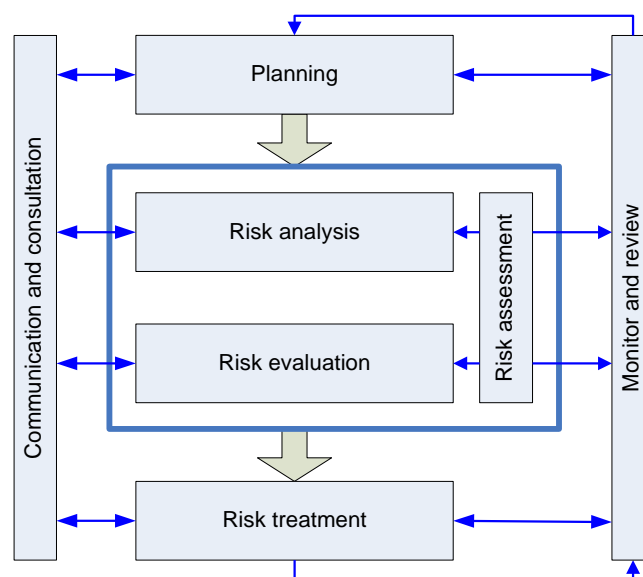 Planning
Communication and consultation
Risk analysis
Risk assessment
Monitor and review
Risk evaluation
Risk treatment